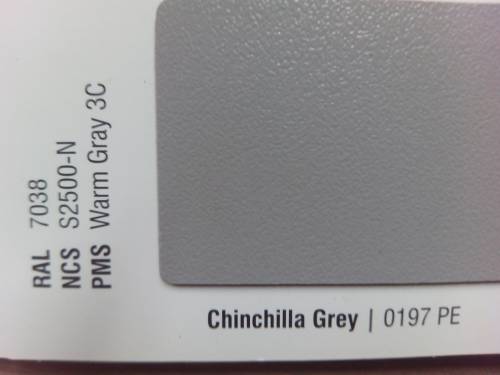 RAL 7038
NCS S2500-N
PMS Warm Gray 3C
Chinchilla Grey | 0197 PE